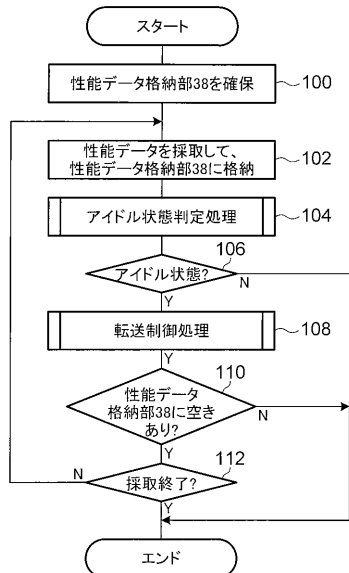 スタート
性能データ格納部38を確保
100
性能データを採取して、
性能データ格納部38に格納
102
アイドル状態判定処理
104
106
アイドル状態?
N
Y
転送制御処理
108
Y
110
性能データ
格納部38に空き
あり?
N
Y
112
N
採取終了?
Y
エンド